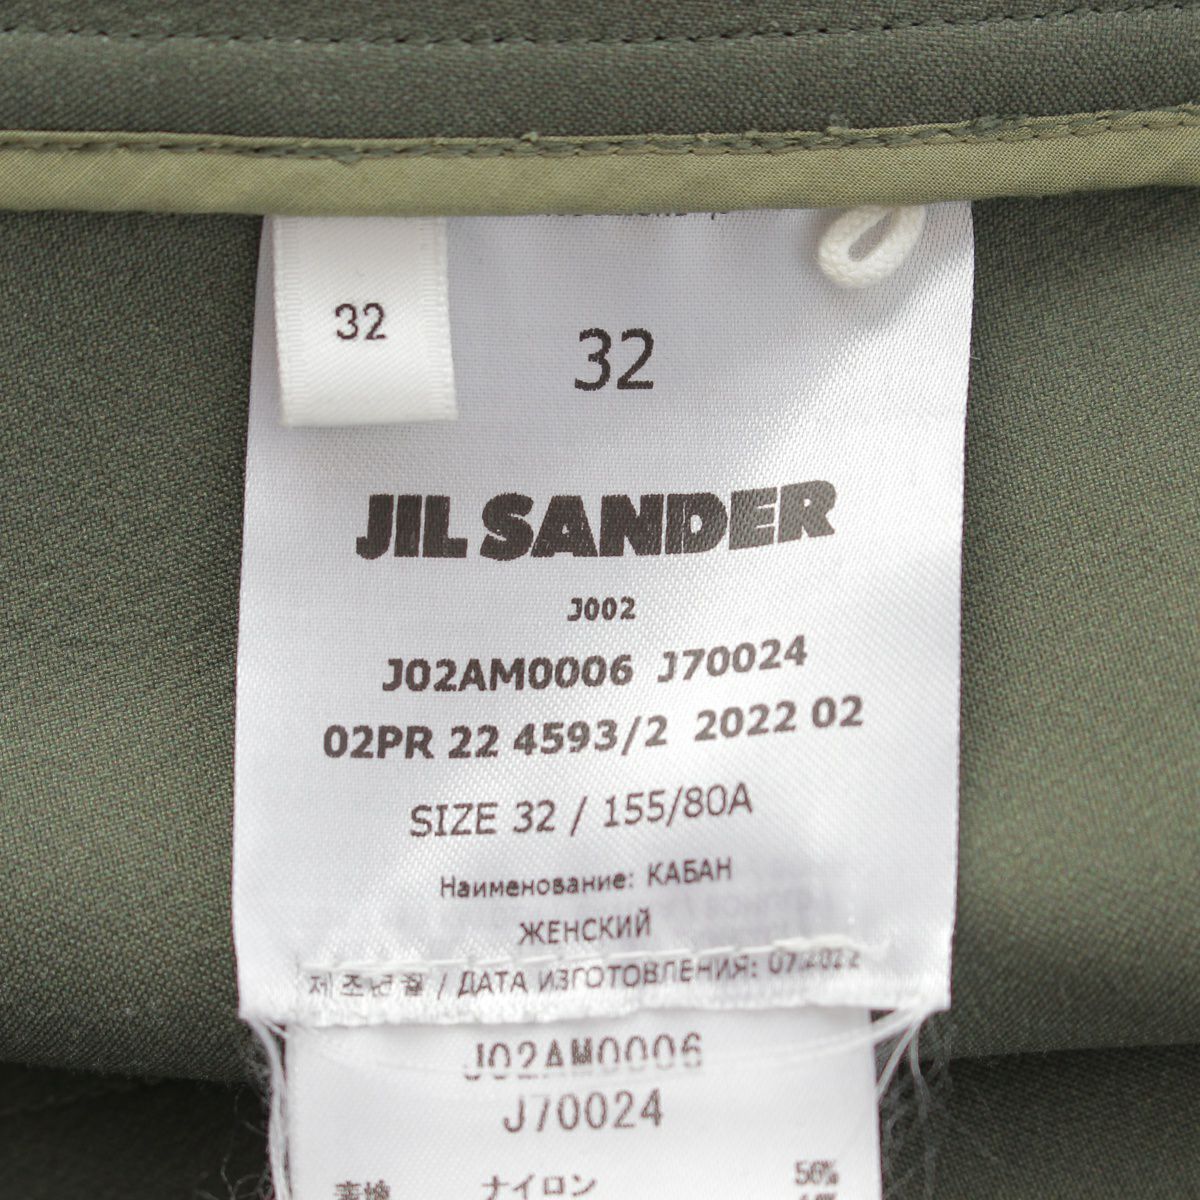 32
32
JIL SANDER
J002
J02AM0006 J70024
02PR 22 4593/2 2022 02
SIZE 32 / 155/80A
Наименование: КАБАН
ЖЕНСКИЙ
제조년월 / ДАТА ИЗГОТОВЛЕНИЯ: 07.2022
J02AM0006
J70024
ナイロン 56%